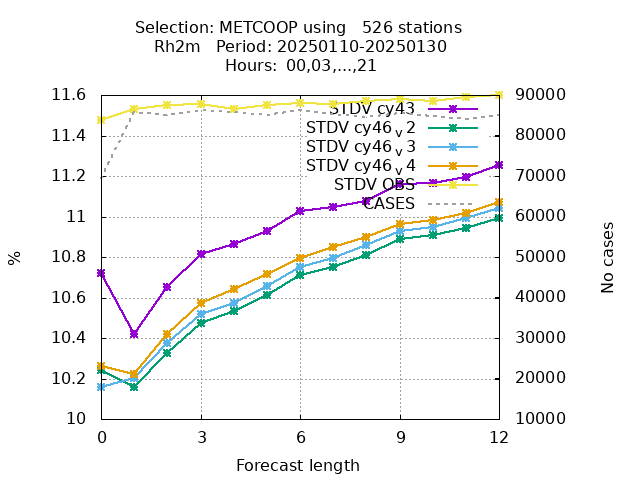 Selection: METCOOP using   526 stations
Rh2m   Period: 20250110-20250130
Hours:  00,03,...,21
11.6
11.4
11.2
11
10.8
10.6
10.4
10.2
10
90000
80000
70000
60000
50000
40000
30000
20000
10000
STDV cy43
STDV cy46 v 2
STDV cy46 v 3
STDV cy46 v 4
STDV OBS
CASES
%
No cases
0 3 6 9 12
Forecast length